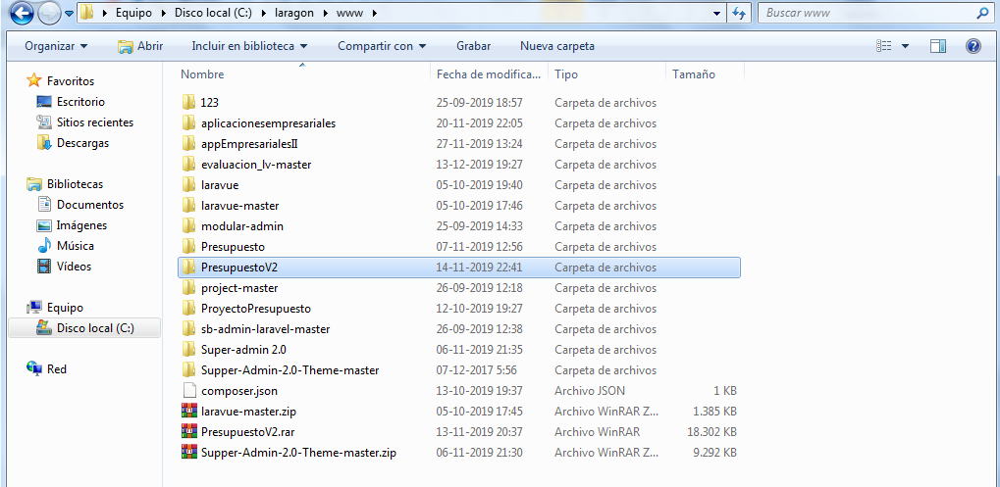 Equipo Disco local (C:) laragon www Buscar www
Organizar Abrir Incluir en biblioteca Compartir con Grabar Nueva carpeta
Favoritos
Escritorio
Sitios recientes
Descargas
Bibliotecas
Documentos
Imágenes
Música
Vídeos
Equipo
Disco local (C:)
Red
Nombre Fecha de modifica... Tipo Tamaño
123 25-09-2019 18:57 Carpeta de archivos
aplicacionesempresariales 20-11-2019 22:05 Carpeta de archivos
appEmpresarialesII 27-11-2019 13:24 Carpeta de archivos
evaluacion_lv-master 13-12-2019 19:27 Carpeta de archivos
laravue 05-10-2019 19:40 Carpeta de archivos
laravue-master 05-10-2019 17:46 Carpeta de archivos
modular-admin 25-09-2019 14:33 Carpeta de archivos
Presupuesto 07-11-2019 12:56 Carpeta de archivos
PresupuestoV2 14-11-2019 22:41 Carpeta de archivos
project-master 26-09-2019 12:18 Carpeta de archivos
ProyectoPresupuesto 12-10-2019 19:27 Carpeta de archivos
sb-admin-laravel-master 26-09-2019 12:38 Carpeta de archivos
Super-admin 2.0 06-11-2019 21:35 Carpeta de archivos
Supper-Admin-2.0-Theme-master 07-12-2017 5:56 Carpeta de archivos
composer.json 13-10-2019 19:37 Archivo JSON 1 KB
laravue-master.zip 05-10-2019 17:45 Archivo WinRAR Z... 1.385 KB
PresupuestoV2.rar 13-11-2019 20:37 Archivo WinRAR 18.302 KB
Supper-Admin-2.0-Theme-master.zip 06-11-2019 21:30 Archivo WinRAR Z... 9.292 KB